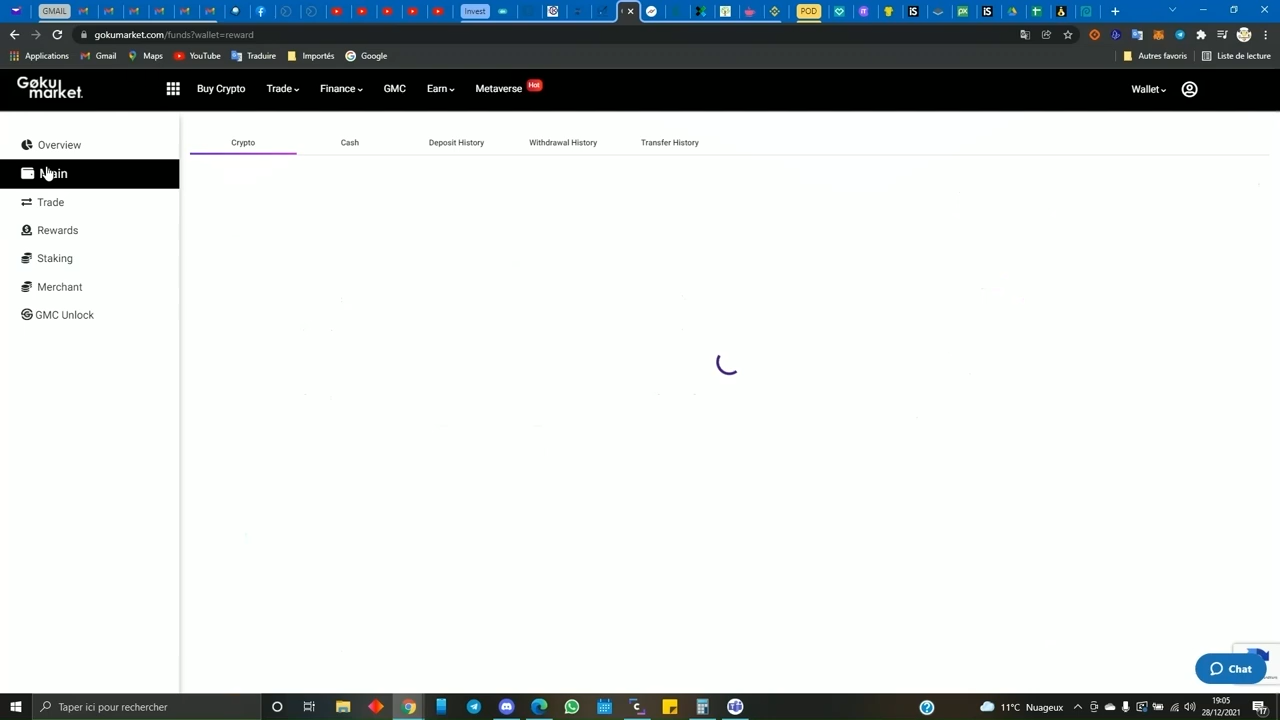 GMAIL
Invest
POD
gokumarket.com/funds?wallet=reward
Applications Gmail Maps YouTube Traduire Importés Google Autres favoris Liste de lecture
Gøku market.
Buy Crypto Trade Finance GMC Earn Metaverse Hot Wallet
Overview
Main
Trade
Rewards
Staking
Merchant
GMC Unlock
Crypto Cash Deposit History Withdrawal History Transfer History
Chat
Taper ici pour rechercher
11°C Nuageux
19:05
28/12/2021